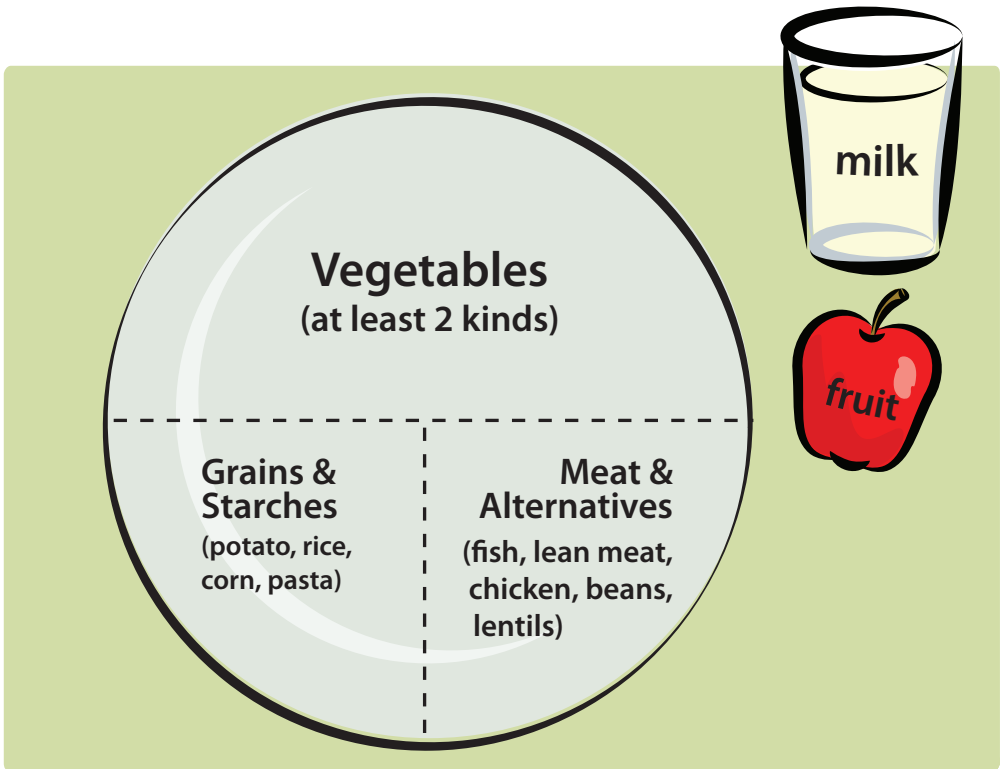 milk
fruit
Vegetables
(at least 2 kinds)
Grains &
Starches
(potato, rice,
corn, pasta)
Meat &
Alternatives
(fish, lean meat,
chicken, beans,
lentils)